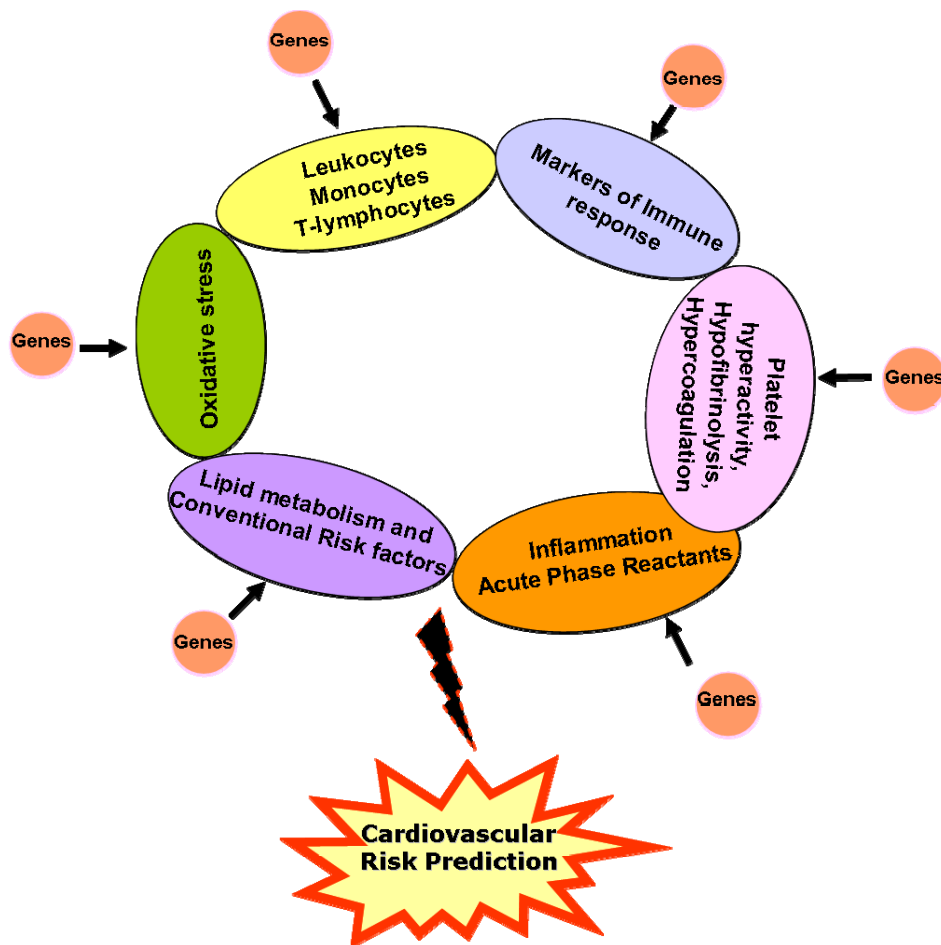 Genes
Genes
Leukocytes
Monocytes
T-lymphocytes
Markers of Immune
response
Oxidative stress
Genes
Platelet
hyperactivity,
Hypofibrinolysis,
Hypercoagulation
Genes
Lipid metabolism and
Conventional Risk factors
Inflammation
Acute Phase Reactants
Genes
Genes
Cardiovascular
Risk Prediction